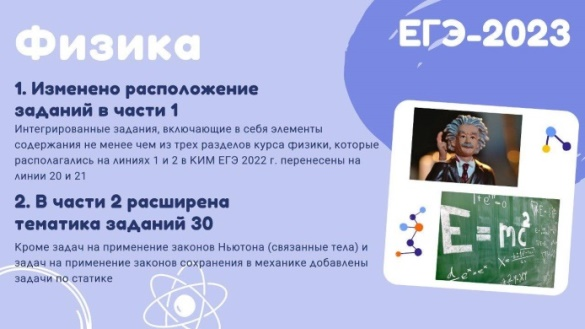 Физика
ЕГЭ-2023
1. Изменено расположение
заданий в части 1
Интегрированные задания, включающие в себя элементы
содержания не менее чем из трех разделов курса физики, которые
располагались на линиях 1 и 2 в КИМ ЕГЭ 2022 г. перенесены на
линии 20 и 21
2. В части 2 расширена
тематика заданий 30
Кроме задач на применение законов Ньютона (связанные тела) и
задач на применение законов сохранения в механике добавлены
задачи по статике
E=mc²